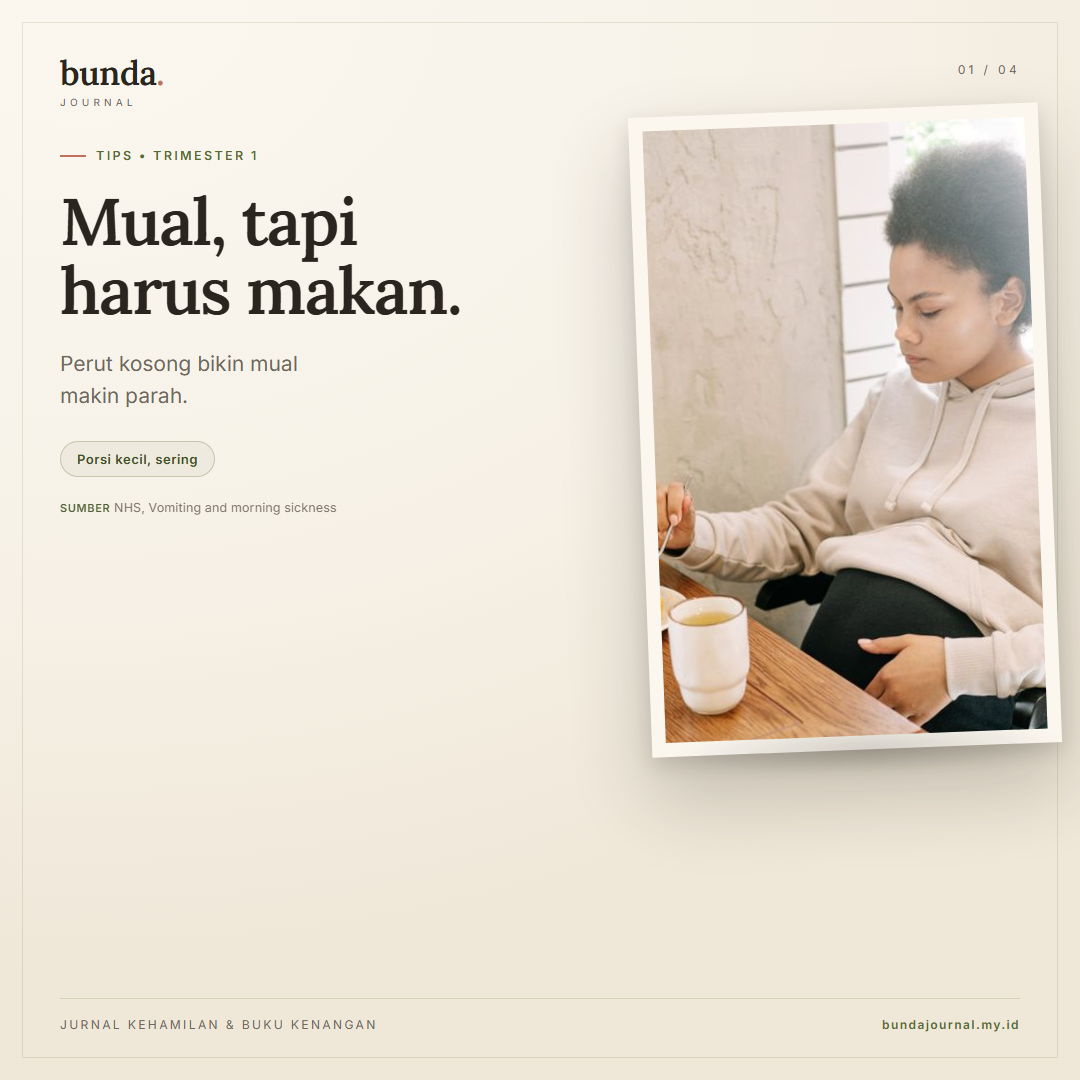 bunda.
JOURNAL
01 / 04
TIPS • TRIMESTER 1
Mual, tapi
harus makan.
Perut kosong bikin mual
makin parah.
Porsi kecil, sering
SUMBER NHS, Vomiting and morning sickness
JURNAL KEHAMILAN & BUKU KENANGAN
bundajournal.my.id